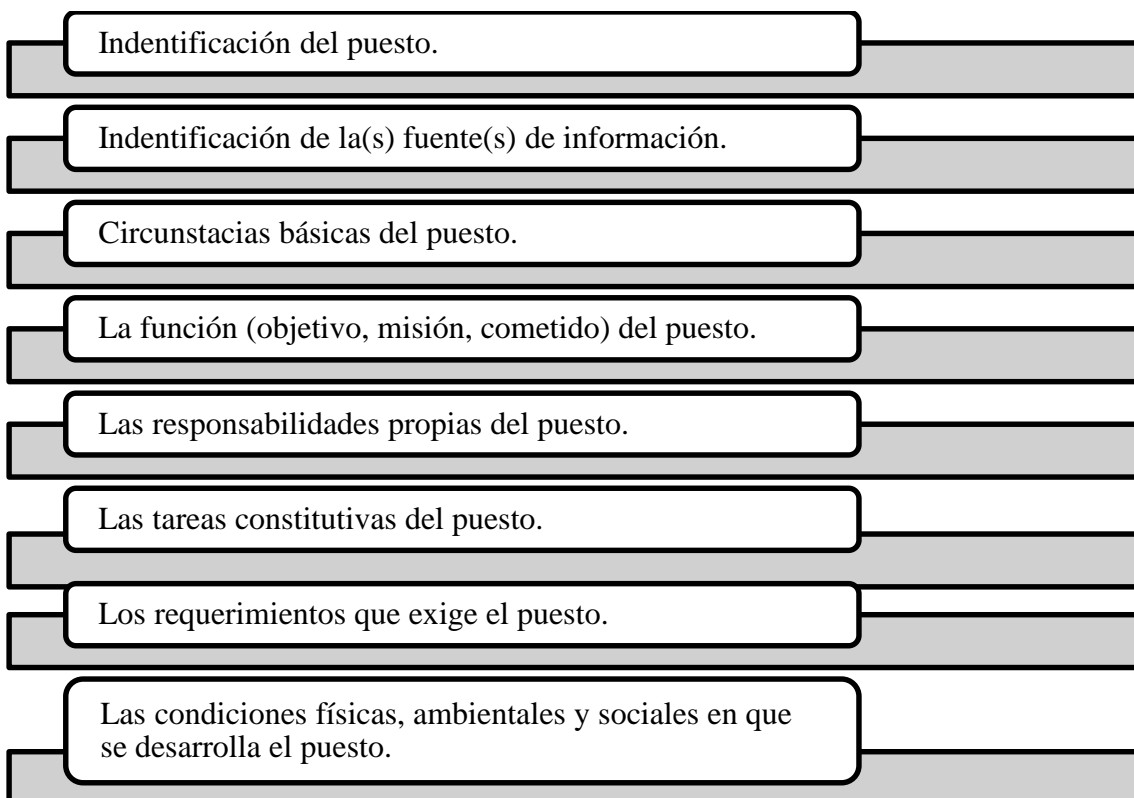 Indentificación del puesto.
Indentificación de la(s) fuente(s) de información.
Circunstacias básicas del puesto.
La función (objetivo, misión, cometido) del puesto.
Las responsabilidades propias del puesto.
Las tareas constitutivas del puesto.
Los requerimientos que exige el puesto.
Las condiciones físicas, ambientales y sociales en que
se desarrolla el puesto.